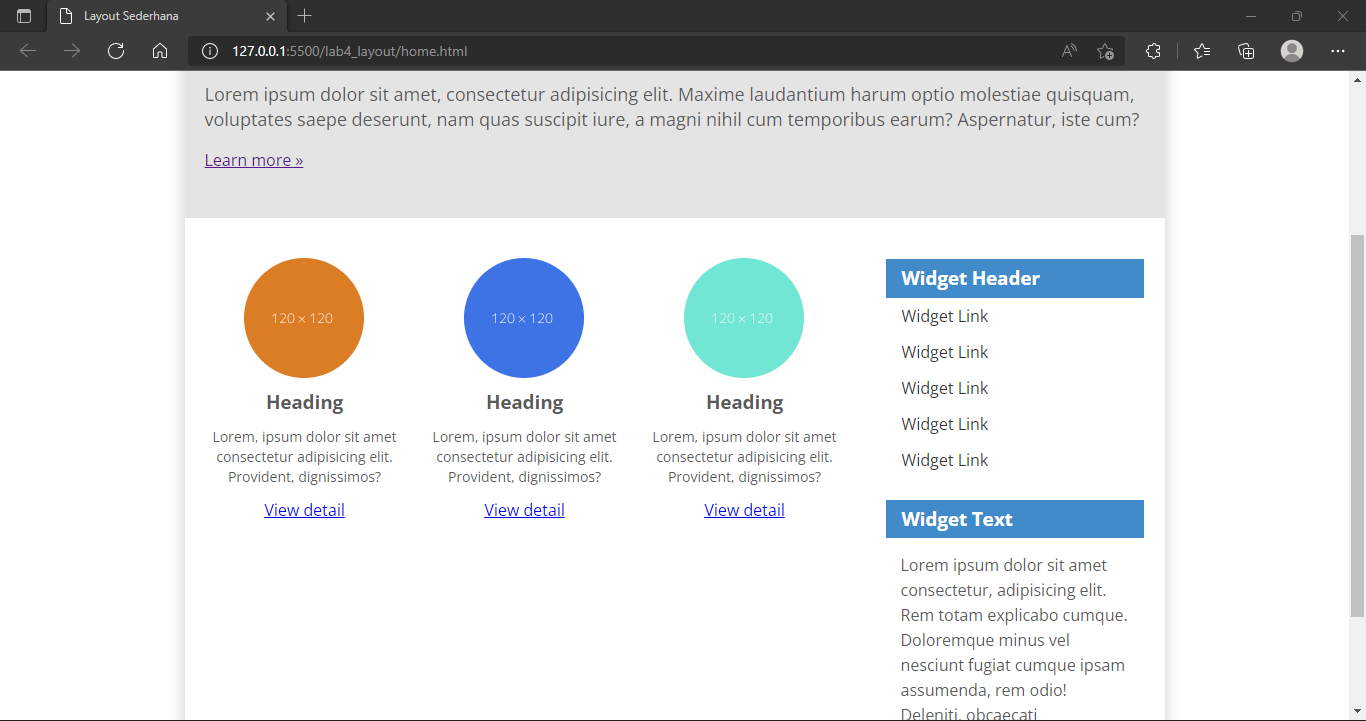 Layout Sederhana
127.0.0.1:5500/lab4_layout/home.html
Lorem ipsum dolor sit amet, consectetur adipisicing elit. Maxime laudantium harum optio molestiae quisquam,
voluptates saepe deserunt, nam quas suscipit iure, a magni nihil cum temporibus earum? Aspernatur, iste cum?
Learn more »
120 × 120
Heading
Lorem, ipsum dolor sit amet
consectetur adipisicing elit.
Provident, dignissimos?
View detail
120 × 120
Heading
Lorem, ipsum dolor sit amet
consectetur adipisicing elit.
Provident, dignissimos?
View detail
120 × 120
Heading
Lorem, ipsum dolor sit amet
consectetur adipisicing elit.
Provident, dignissimos?
View detail
Widget Header
Widget Link
Widget Link
Widget Link
Widget Link
Widget Link
Widget Text
Lorem ipsum dolor sit amet
consectetur, adipisicing elit.
Rem totam explicabo cumque.
Doloremque minus vel
nesciunt fugiat cumque ipsam
assumenda, rem odio!
Deleniti, obcaecati